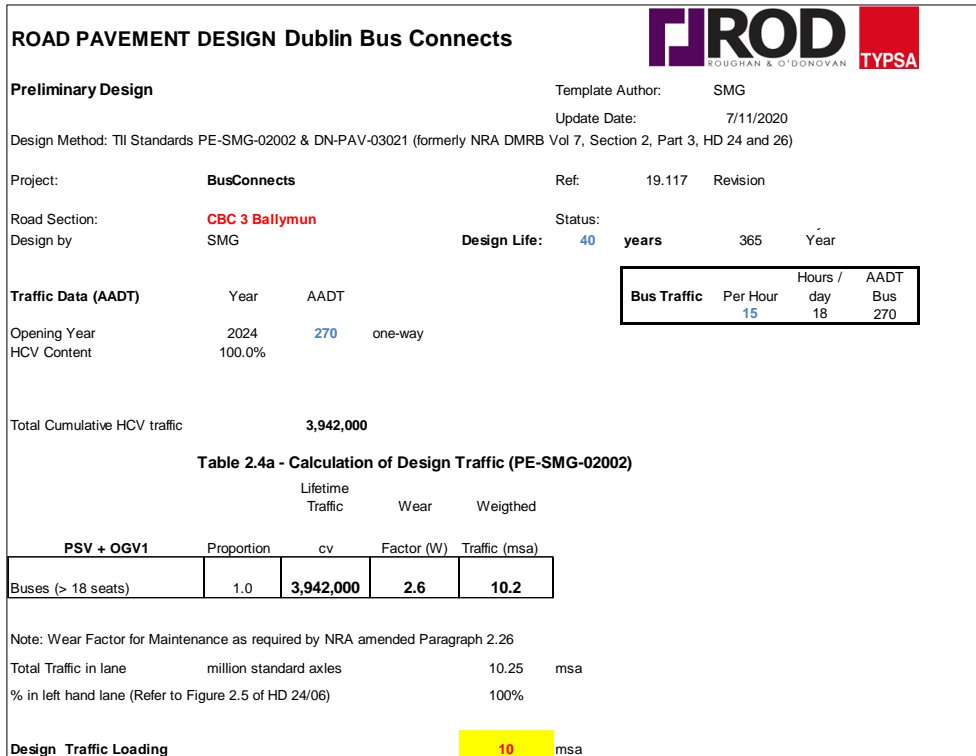 ROAD PAVEMENT DESIGN Dublin Bus Connects
ROD
ROUGHAN & O'DONOVAN
TYPSA
Preliminary Design Template Author: SMG
Update Date: 7/11/2020
Design Method: TII Standards PE-SMG-02002 & DN-PAV-03021 (formerly NRA DMRB Vol 7, Section 2, Part 3, HD 24 and 26)
Project: BusConnects Ref: 19.117 Revision
Road Section: CBC 3 Ballymun Status:
Design by SMG Design Life: 40 years 365 Year
Hours / AADT
Traffic Data (AADT) Year AADT Bus Traffic Per Hour day Bus
15 18 270
Opening Year 2024 270 one-way
HCV Content 100.0%
Total Cumulative HCV traffic 3,942,000
Table 2.4a - Calculation of Design Traffic (PE-SMG-02002)
Lifetime
Traffic Wear Weigthed
PSV + OGV1 Proportion cv Factor (W) Traffic (msa)
Buses (> 18 seats) 1.0 3,942,000 2.6 10.2
Note: Wear Factor for Maintenance as required by NRA amended Paragraph 2.26
Total Traffic in lane million standard axles 10.25 msa
% in left hand lane (Refer to Figure 2.5 of HD 24/06) 100%
Design Traffic Loading 10 msa